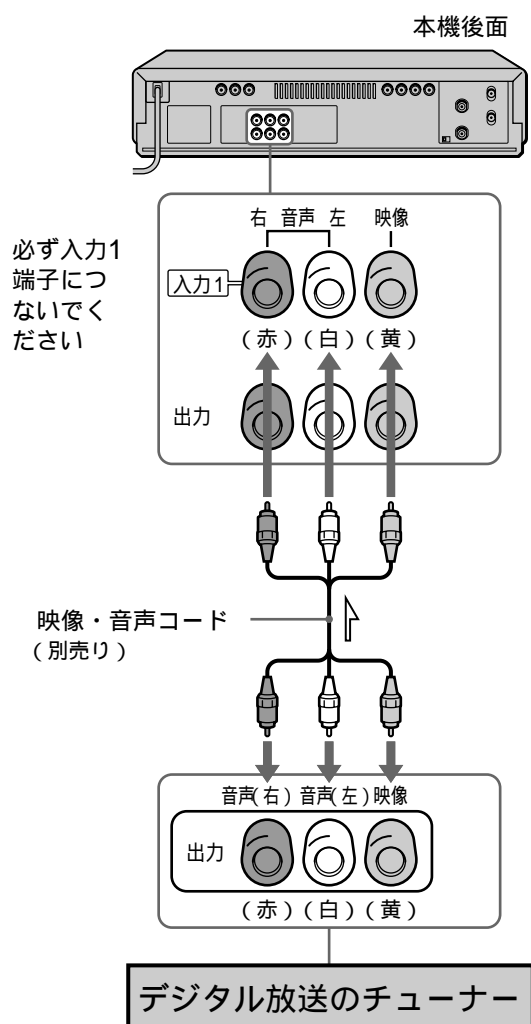 本機後面
右 音声 左 映像
必ず入力1
端子につ
ないでく
ださい
入力1
(赤)(白)(黄)
出力
映像・音声コード
(別売り)
音声(右) 音声(左) 映像
出力
(赤)(白)(黄)
デジタル放送のチューナー